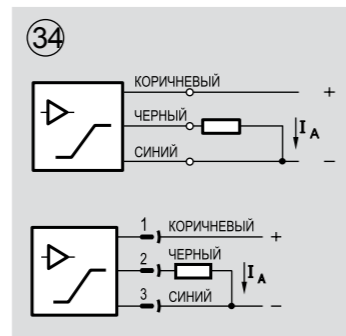 34
КОРИЧНЕВЫЙ +
ЧЕРНЫЙ I A
СИНИЙ −
1 КОРИЧНЕВЫЙ +
2 ЧЕРНЫЙ I A
3 СИНИЙ −